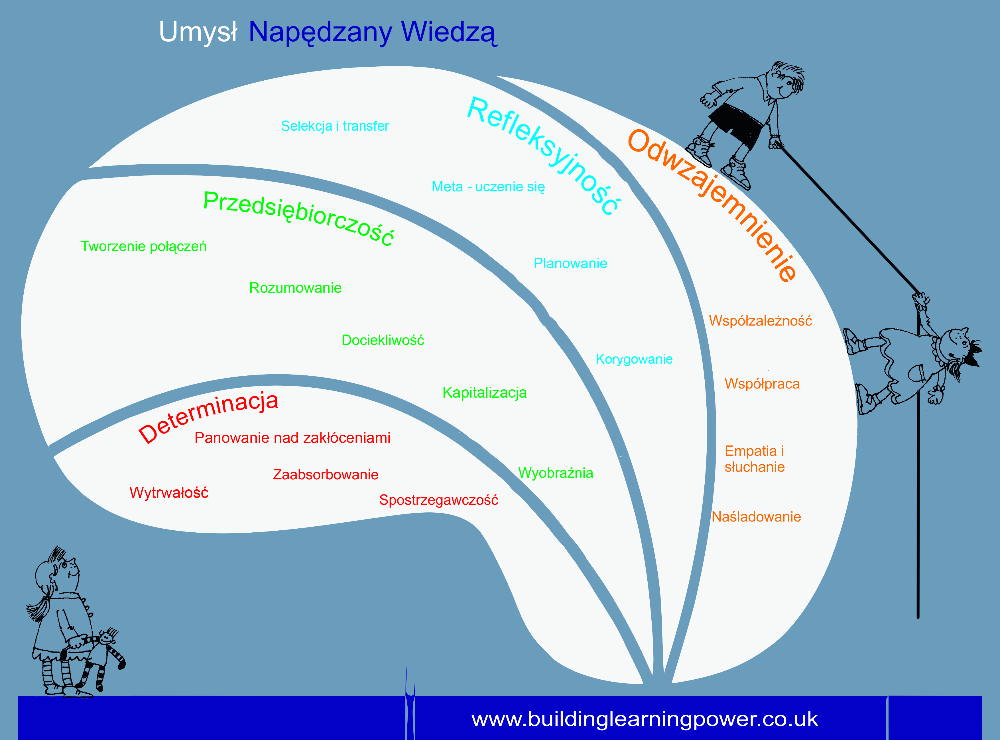 Umysł Napędzany Wiedzą
Refleksyjność
Selekcja i transfer
Meta - uczenie się
Planowanie
Korygowanie
Odwzajemnienie
Współzależność
Współpraca
Empatia i
słuchanie
Naśladowanie
Przedsiębiorczość
Tworzenie połączeń
Rozumowanie
Dociekliwość
Kapitalizacja
Wyobraźnia
Determinacja
Panowanie nad zakłóceniami
Zaabsorbowanie
Wytrwałość
Spostrzegawczość
www.buildinglearningpower.co.uk